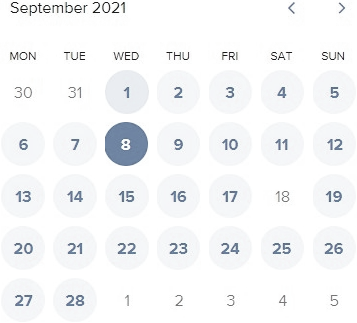 September 2021
MON TUE WED THU FRI SAT SUN
30 31 1 2 3 4 5
6 7 8 9 10 11 12
13 14 15 16 17 18 19
20 21 22 23 24 25 26
27 28 1 2 3 4 5